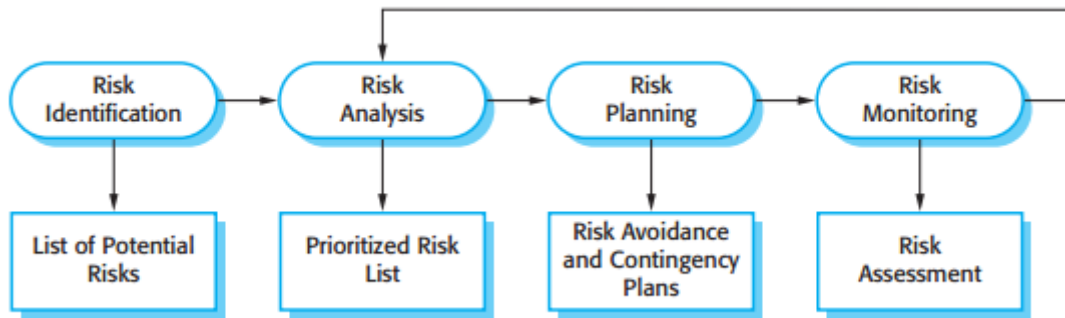 Risk
Identification
Risk
Analysis
Risk
Planning
Risk
Monitoring
List of Potential
Risks
Prioritized Risk
List
Risk Avoidance
and Contingency
Plans
Risk
Assessment